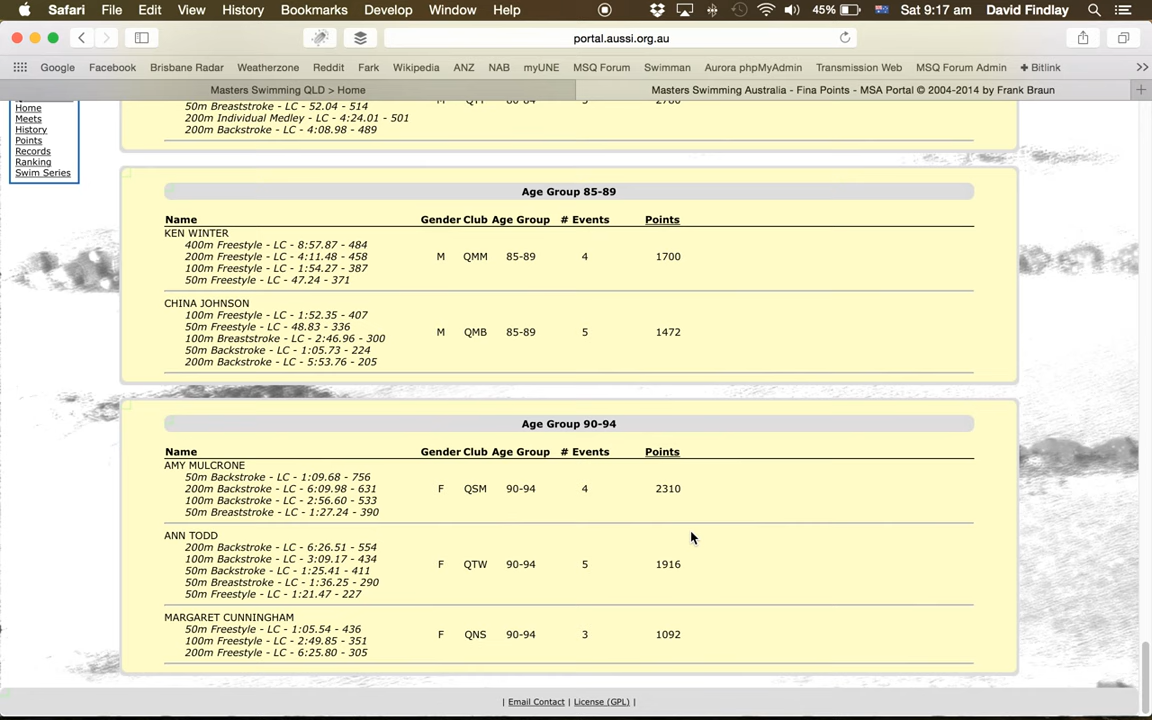 Safari File Edit View History Bookmarks Develop Window Help 45% Sat 9:17 am David Findlay
portal.aussi.org.au
Google Facebook Brisbane Radar Weatherzone Reddit Fark Wikipedia ANZ NAB myUNE MSQ Forum Swimman Aurora phpMyAdmin Transmission Web MSQ Forum Admin + Bitlink >>
Masters Swimming QLD > Home Masters Swimming Australia - Fina Points - MSA Portal © 2004-2014 by Frank Braun +
Home
Meets
History
Points
Records
Ranking
Swim Series
50m Breaststroke - LC - 52.04 - 514
200m Individual Medley - LC - 4:24.01 - 501
200m Backstroke - LC - 4:08.98 - 489
Age Group 85-89
Name Gender Club Age Group # Events Points
KEN WINTER
400m Freestyle - LC - 8:57.87 - 484
200m Freestyle - LC - 4:11.48 - 458 M QMM 85-89 4 1700
100m Freestyle - LC - 1:54.27 - 387
50m Freestyle - LC - 47.24 - 371
CHINA JOHNSON
100m Freestyle - LC - 1:52.35 - 407
50m Freestyle - LC - 48.83 - 336
100m Breaststroke - LC - 2:46.96 - 300 M QMB 85-89 5 1472
50m Backstroke - LC - 1:05.73 - 224
200m Backstroke - LC - 5:53.76 - 205
Age Group 90-94
Name Gender Club Age Group # Events Points
AMY MULCRONE
50m Backstroke - LC - 1:09.68 - 756
200m Backstroke - LC - 6:09.98 - 631 F QSM 90-94 4 2310
100m Backstroke - LC - 2:56.60 - 533
50m Breaststroke - LC - 1:27.24 - 390
ANN TODD
200m Backstroke - LC - 6:26.51 - 554
100m Backstroke - LC - 3:09.17 - 434
50m Backstroke - LC - 1:25.41 - 411 F QTW 90-94 5 1916
50m Breaststroke - LC - 1:36.25 - 290
50m Freestyle - LC - 1:21.47 - 227
MARGARET CUNNINGHAM
50m Freestyle - LC - 1:05.54 - 436
100m Freestyle - LC - 2:49.85 - 351 F QNS 90-94 3 1092
200m Freestyle - LC - 6:25.80 - 305
| Email Contact | License (GPL) |